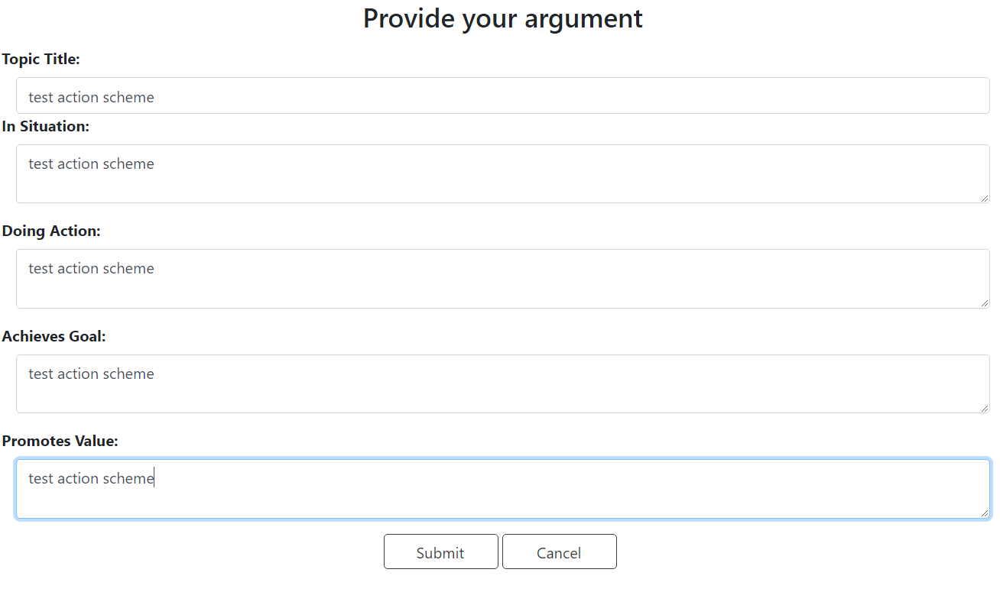 Provide your argument
Topic Title:
test action scheme
In Situation:
test action scheme
Doing Action:
test action scheme
Achieves Goal:
test action scheme
Promotes Value:
test action scheme
Submit Cancel